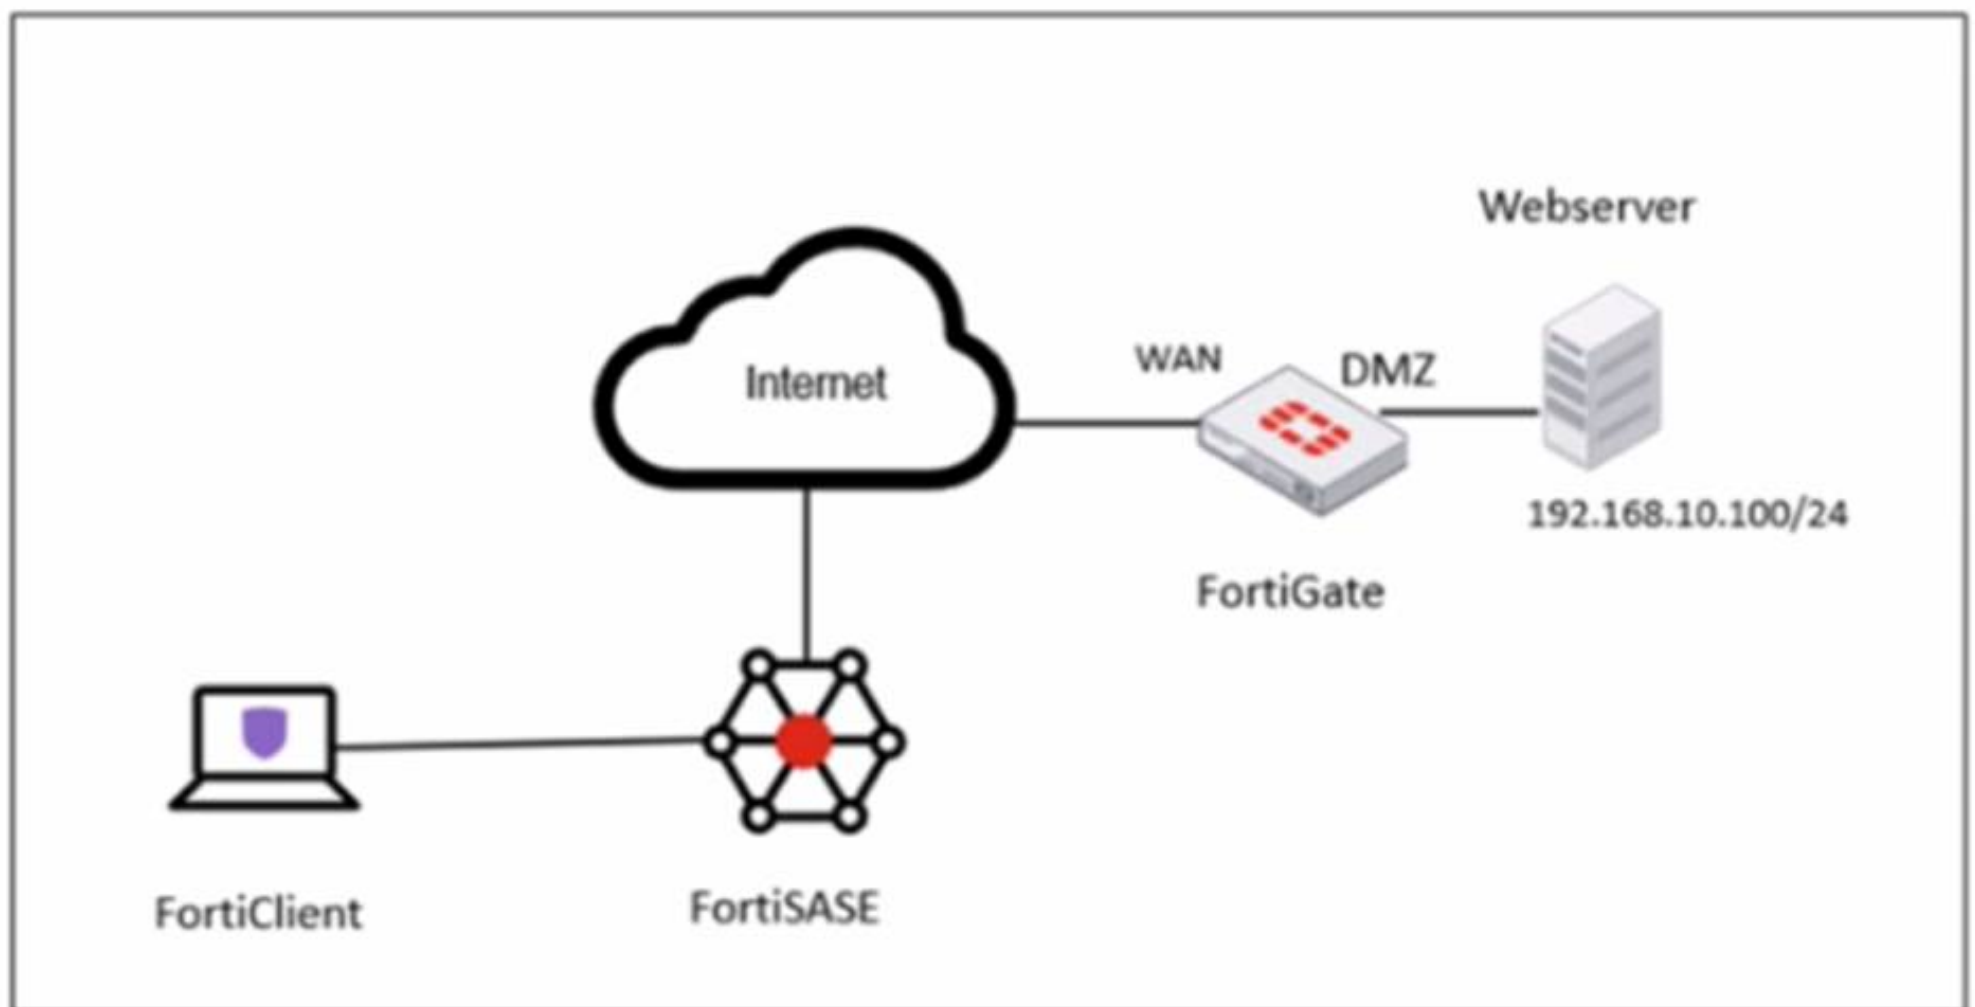 Webserver
WAN
DMZ
Internet
192.168.10.100/24
FortiGate
FortiClient
FortiSASE